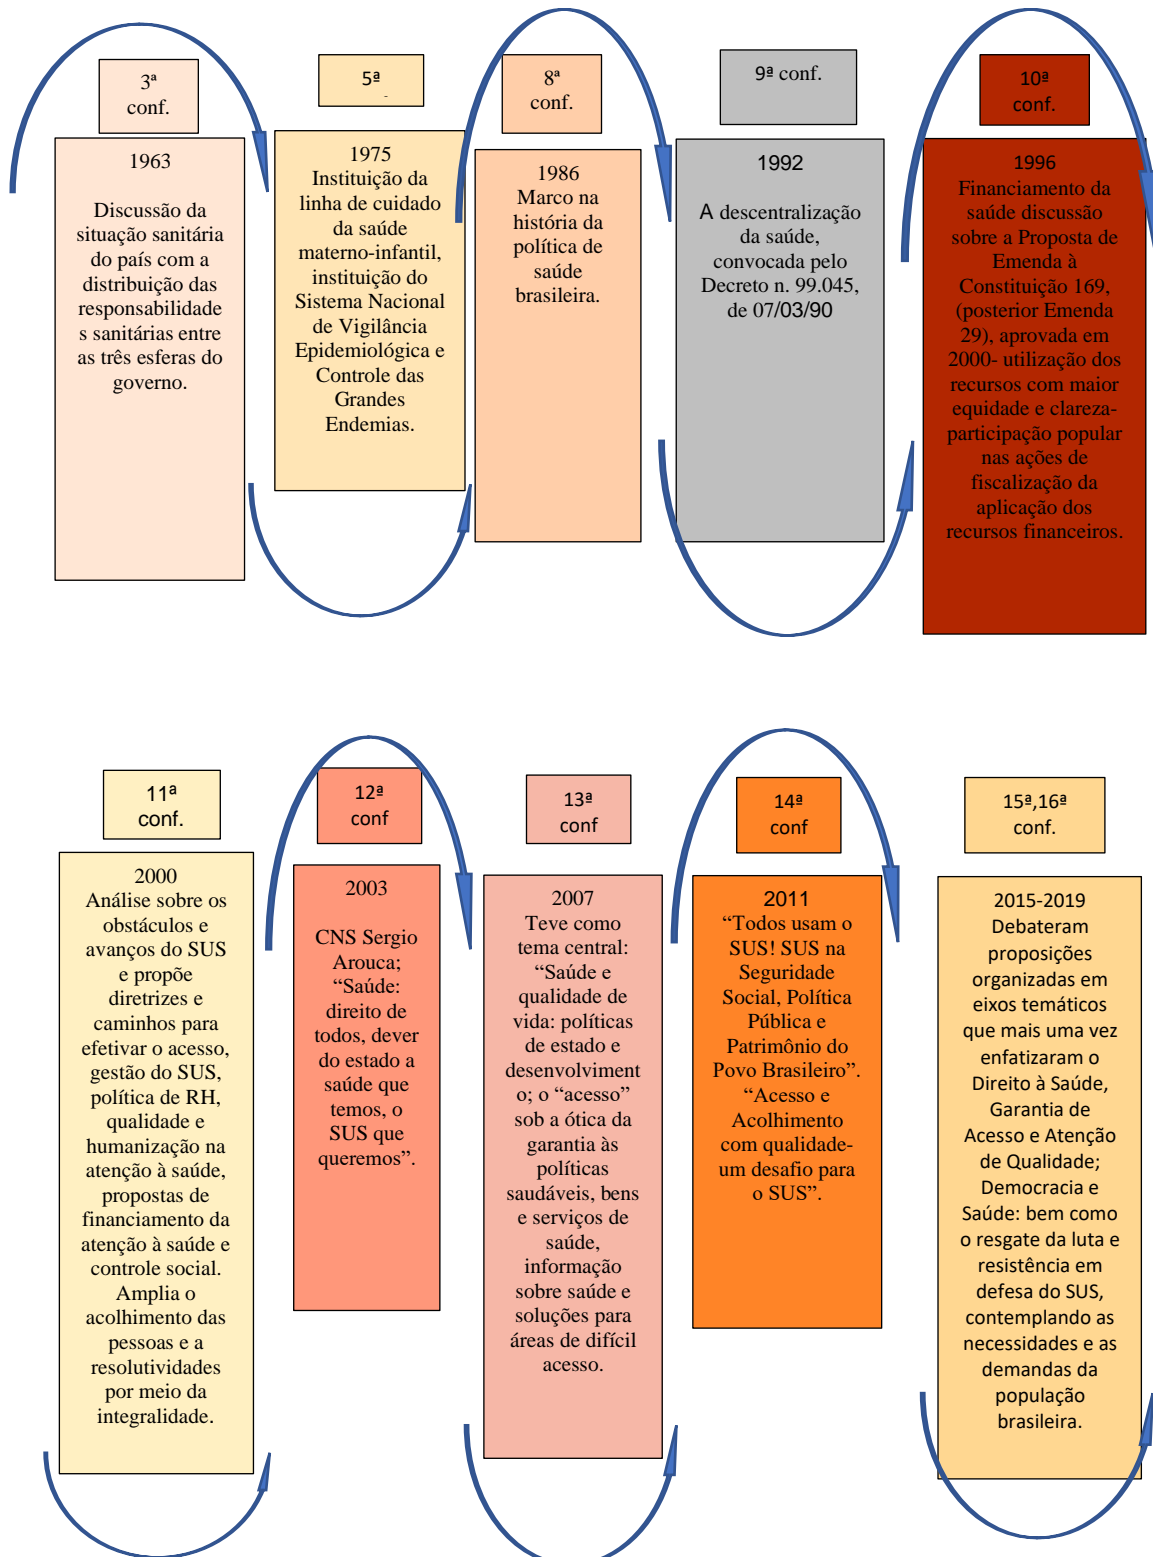 3ª
conf.
1963
Discussão da
situação sanitária
do país com a
distribuição das
responsabilidade
s sanitárias entre
as três esferas do
governo.
5ª
1975
Instituição da
linha de cuidado
da saúde
materno-infantil,
instituição do
Sistema Nacional
de Vigilância
Epidemiológica e
Controle das
Grandes
Endemias.
8ª
conf.
1986
Marco na
história da
política de
saúde
brasileira.
9ª conf.
1992
A descentralização
da saúde,
convocada pelo
Decreto n. 99.045,
de 07/03/90
10ª
conf.
1996
Financiamento da
saúde discussão
sobre a Proposta de
Emenda à
Constituição 169,
(posterior Emenda
29), aprovada em
2000- utilização dos
recursos com maior
equidade e clareza-
participação popular
nas ações de
fiscalização da
aplicação dos
recursos financeiros.
11ª
conf.
2000
Análise sobre os
obstáculos e
avanços do SUS
e propõe
diretrizes e
caminhos para
efetivar o acesso,
gestão do SUS,
política de RH,
qualidade e
humanização na
atenção à saúde,
propostas de
financiamento da
atenção à saúde e
controle social.
Amplia o
acolhimento das
pessoas e a
resolutividades
por meio da
integralidade.
12ª
conf
2003
CNS Sergio
Arouca;
“Saúde:
direito de
todos, dever
do estado a
saúde que
temos, o
SUS que
queremos”.
13ª
conf
2007
Teve como
tema central:
“Saúde e
qualidade de
vida: políticas
de estado e
desenvolviment
o; o “acesso”
sob a ótica da
garantia às
políticas
saudáveis, bens
e serviços de
saúde,
informação
sobre saúde e
soluções para
áreas de difícil
acesso.
14ª
conf
2011
“Todos usam o
SUS! SUS na
Seguridade
Social, Política
Pública e
Patrimônio do
Povo Brasileiro”.
“Acesso e
Acolhimento
com qualidade-
um desafio para
o SUS”.
15ª,16ª
conf.
2015-2019
Debateram
proposições
organizadas em
eixos temáticos
que mais uma vez
enfatizaram o
Direito à Saúde,
Garantia de
Acesso e Atenção
de Qualidade;
Democracia e
Saúde: bem como
o resgate da luta e
resistência em
defesa do SUS,
contemplando as
necessidades e as
demandas da
população
brasileira.